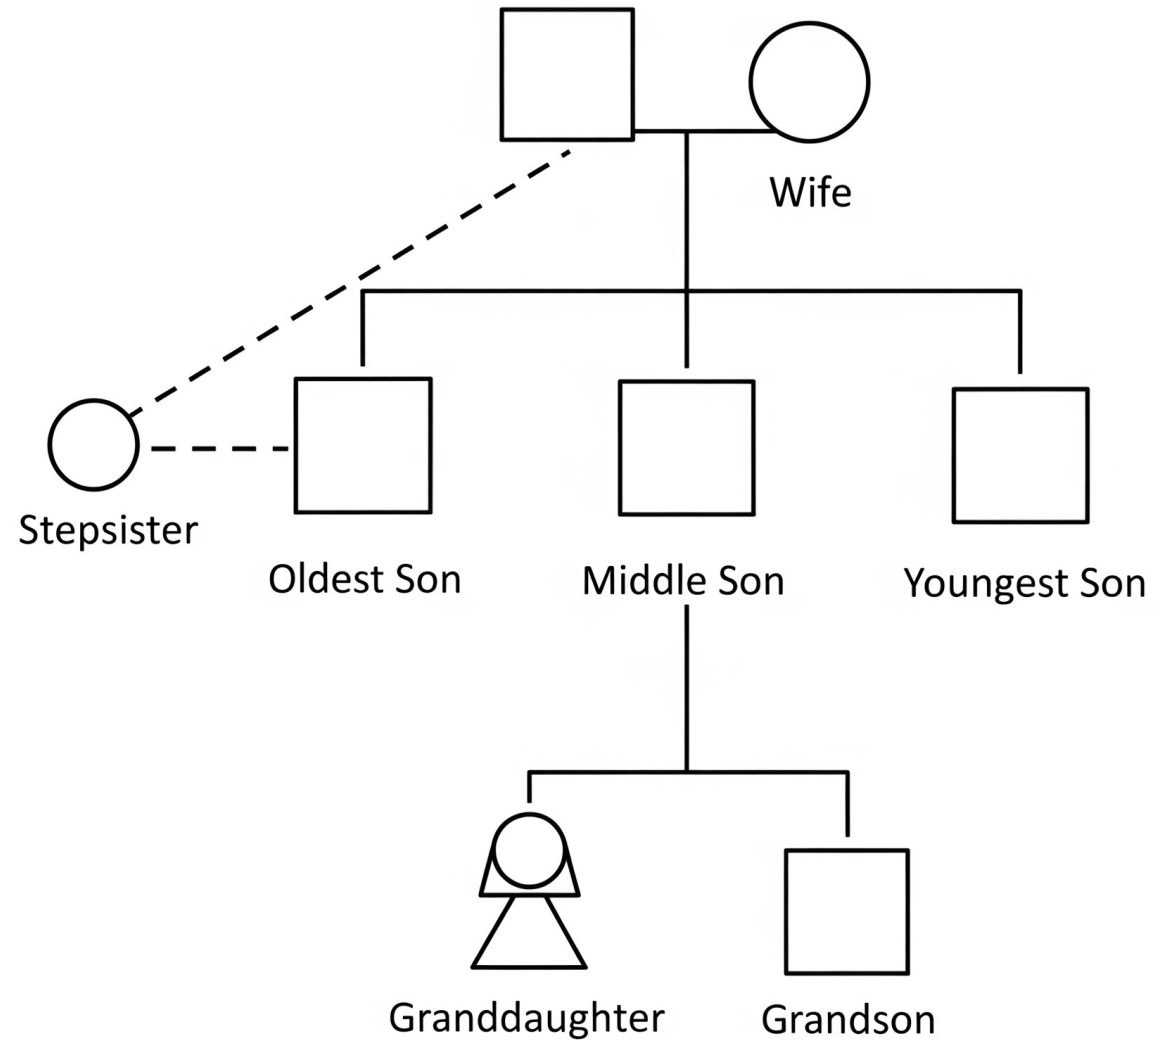 Wife
Stepsister
Oldest Son
Middle Son
Youngest Son
Granddaughter
Grandson